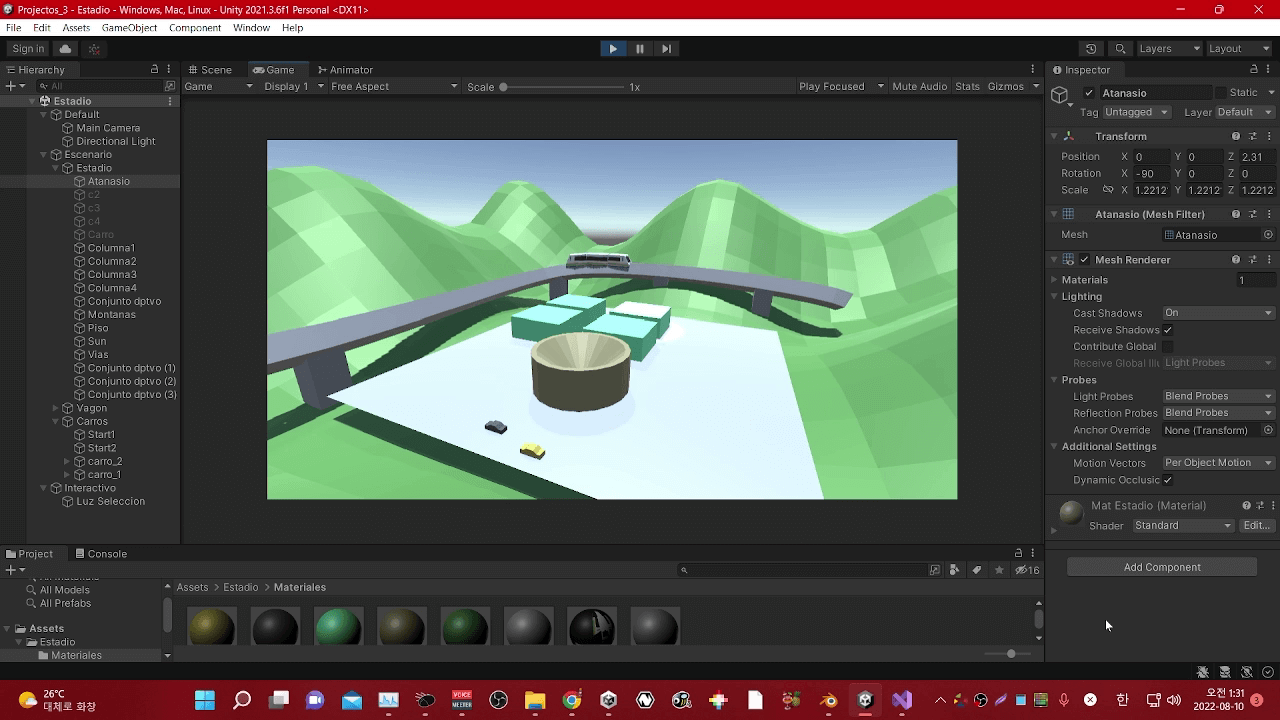 Projectos_3 - Estadio - Windows, Mac, Linux - Unity 2021.3.6f1 Personal <DX11>
File Edit Assets GameObject Component Window Help
Sign in Layers Layout
Hierarchy Scene Game Animator Inspector
All Game Display 1 Free Aspect Scale 1x Play Focused Mute Audio Stats Gizmos
Estadio
Default
Main Camera
Directional Light
Escenario
Estadio
Atanasio
c2
c3
c4
Carro
Columna1
Columna2
Columna3
Columna4
Conjunto dptvo
Montanas
Piso
Sun
Vias
Conjunto dptvo (1)
Conjunto dptvo (2)
Conjunto dptvo (3)
Vagon
Carros
Start1
Start2
carro_2
carro_1
Interactivo
Luz Seleccion
Atanasio Static
Tag Untagged Layer Default
Transform
Position X 0 Y 0 Z 2.31
Rotation X -90 Y 0 Z 0
Scale X 1.2212 Y 1.2212 Z 1.2212
Atanasio (Mesh Filter)
Mesh Atanasio
Mesh Renderer
Materials 1
Lighting
Cast Shadows On
Receive Shadows
Contribute Global
Receive Global Illu Light Probes
Probes
Light Probes Blend Probes
Reflection Probes Blend Probes
Anchor Override None (Transform)
Additional Settings
Motion Vectors Per Object Motion
Dynamic Occlusic
Mat Estadio (Material)
Shader Standard Edit...
Add Component
Project Console
16
All Models
All Prefabs
Assets
Estadio
Materiales
Assets > Estadio > Materiales
26°C
대체로 화창
VOICE
MEETER
한
오전 1:31
2022-08-10
3